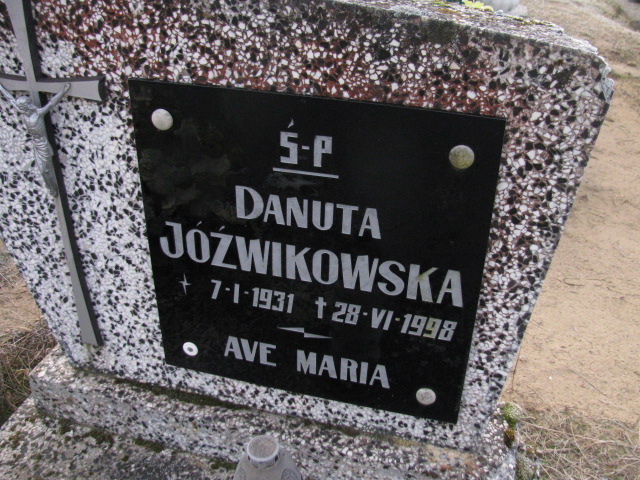 Ś-P
DANUTA
JÓŹWIKOWSKA
7-I-1931 †28-VI-1998
AVE MARIA